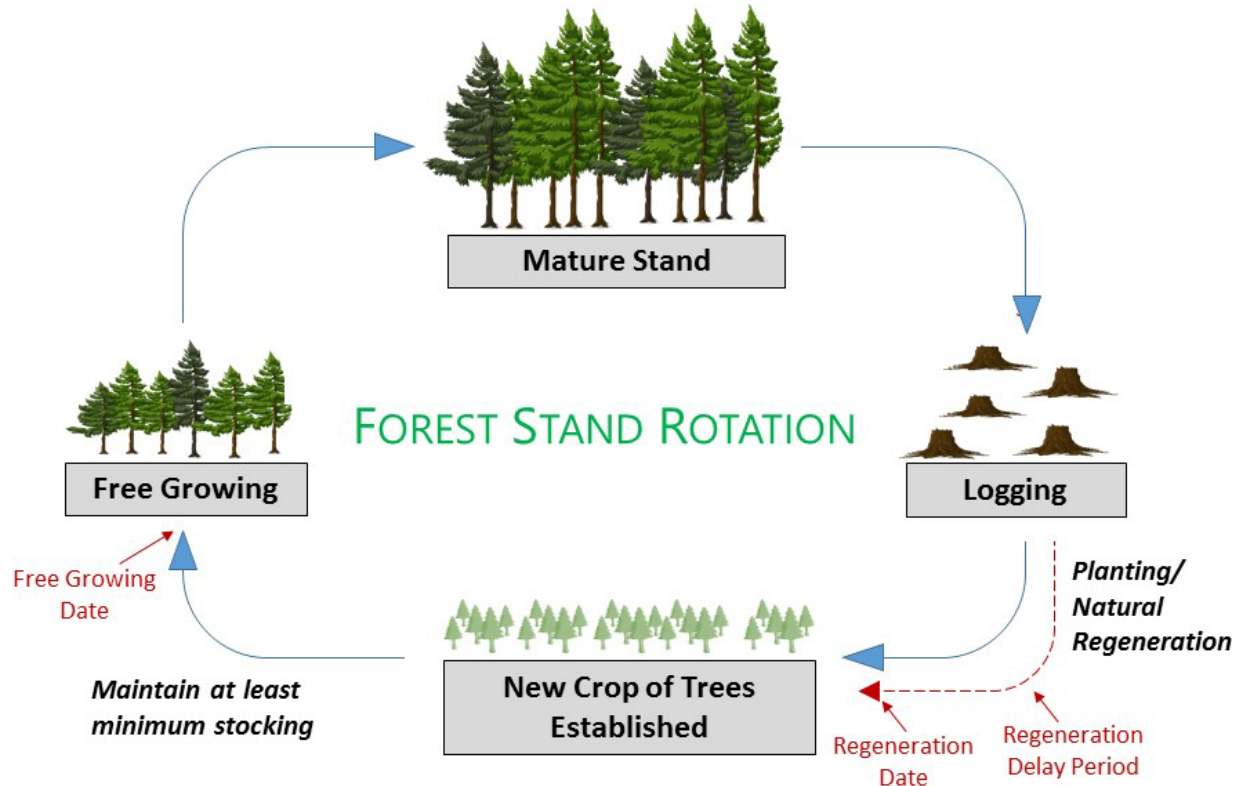 Mature Stand
FOREST STAND ROTATION
Free Growing
Logging
Free Growing
Date
Planting/
Natural
Regeneration
Maintain at least
minimum stocking
New Crop of Trees
Established
Regeneration
Date
Regeneration
Delay Period